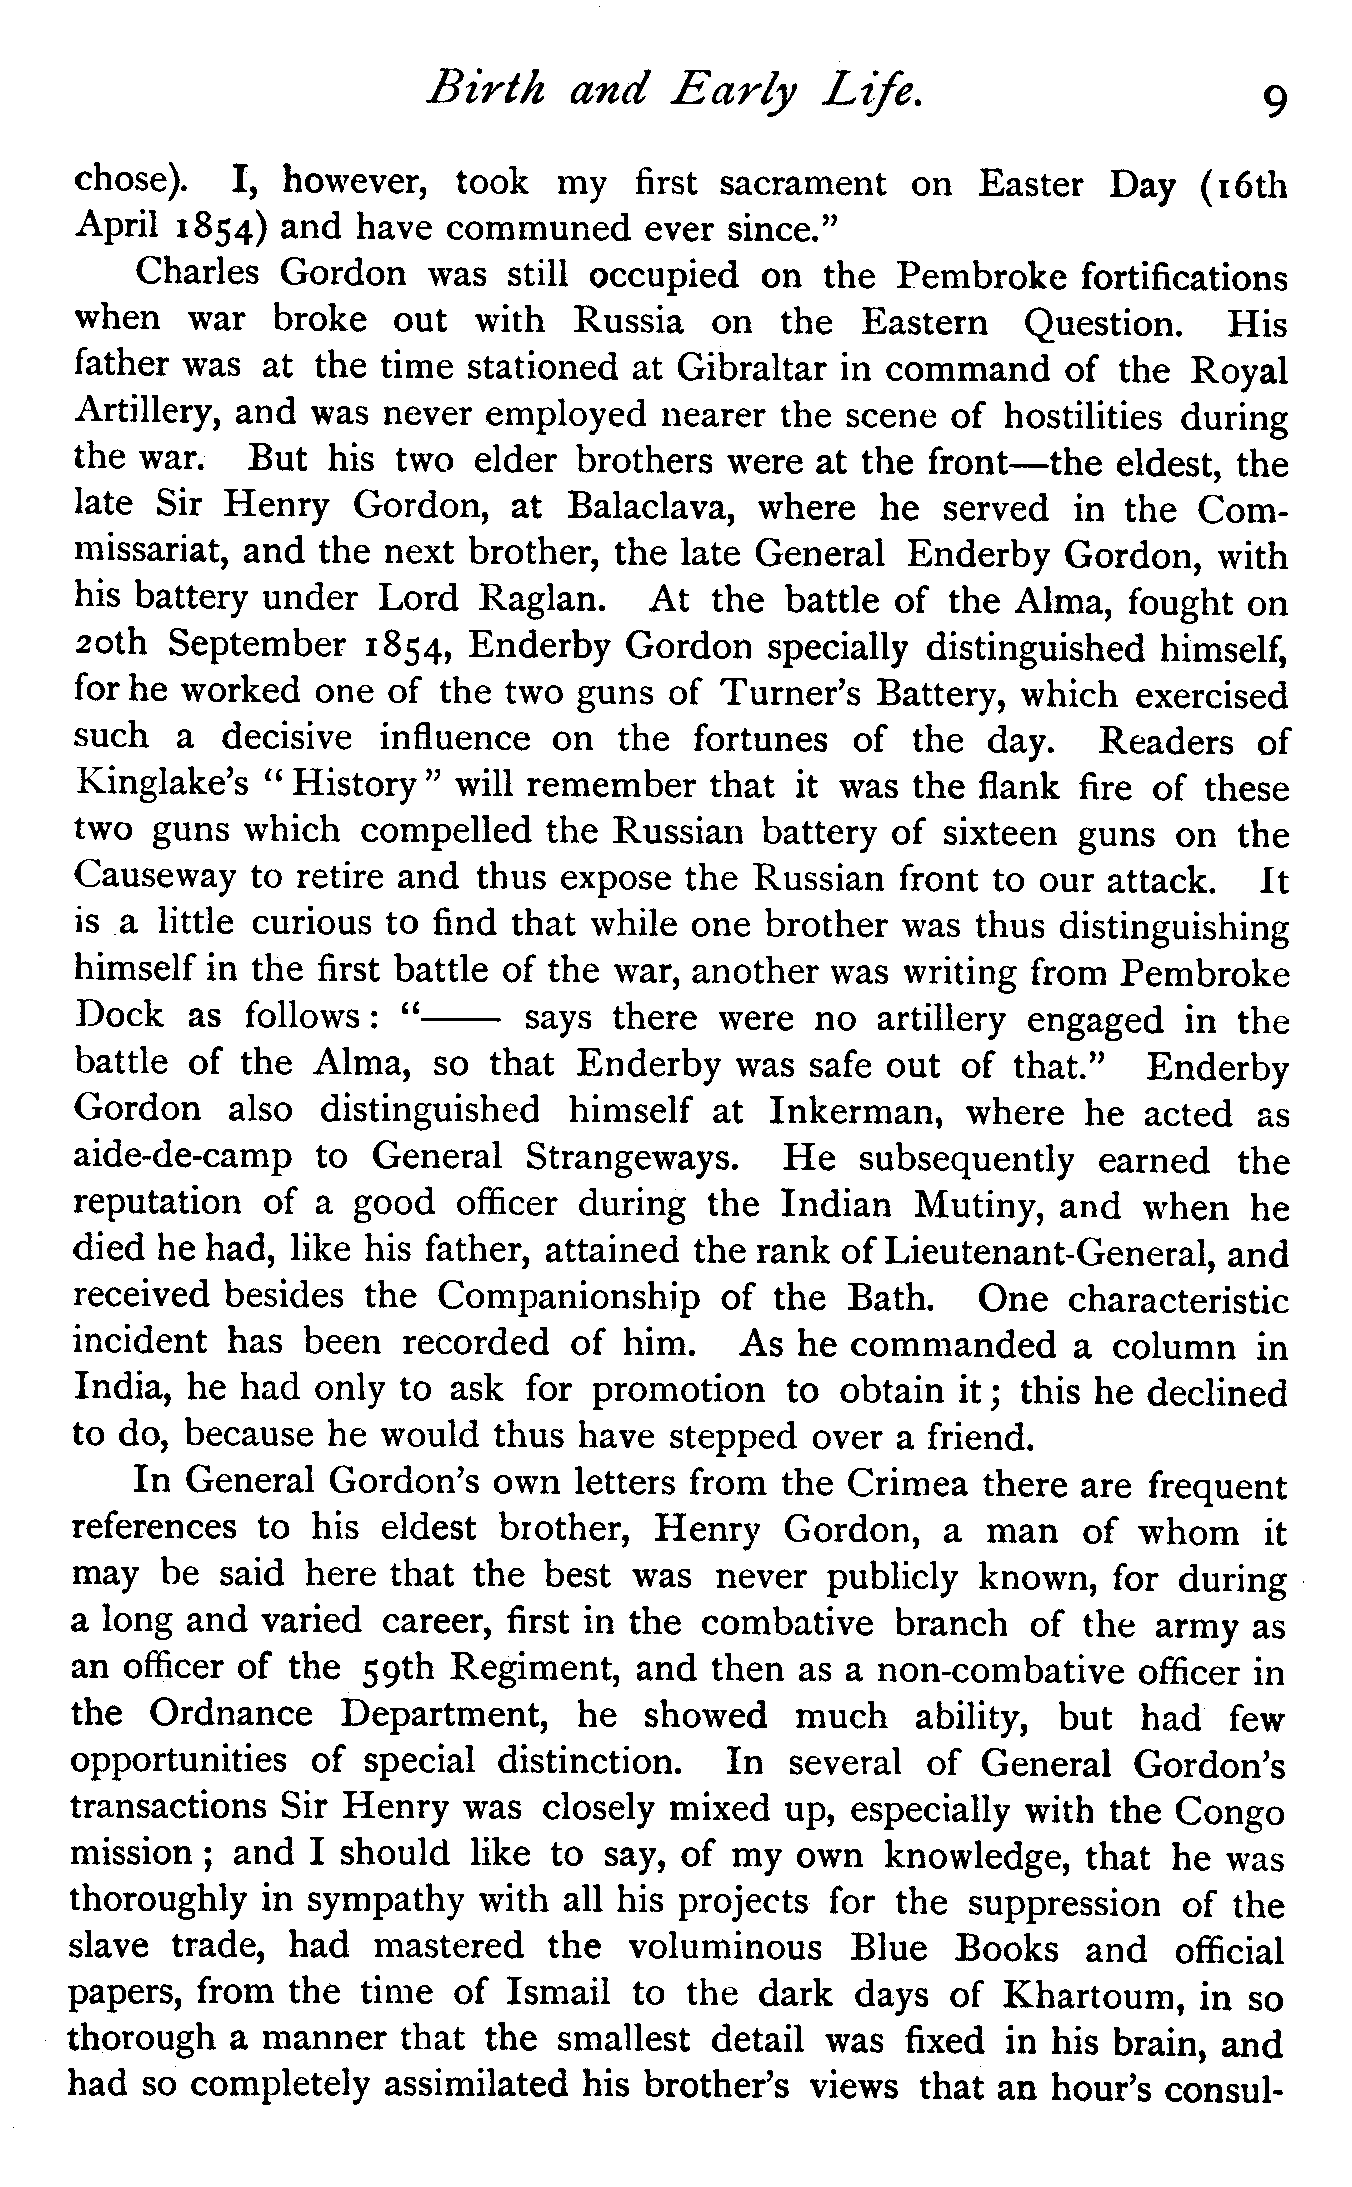 Birth and Early Life. 9
chose). I, however, took my first sacrament on Easter Day (16th
April 1854) and have communed ever since.”
Charles Gordon was still occupied on the Pembroke fortifications
when war broke out with Russia on the Eastern Question. His
father was at the time stationed at Gibraltar in command of the Royal
Artillery, and was never employed nearer the scene of hostilities during
the war. But his two elder brothers were at the front—the eldest, the
late Sir Henry Gordon, at Balaclava, where he served in the Com-
missariat, and the next brother, the late General Enderby Gordon, with
his battery under Lord Raglan. At the battle of the Alma, fought on
20th September 1854, Enderby Gordon specially distinguished himself,
for he worked one of the two guns of Turner’s Battery, which exercised
such a decisive influence on the fortunes of the day. Readers of
Kinglake’s “History” will remember that it was the flank fire of these
two guns which compelled the Russian battery of sixteen guns on the
Causeway to retire and thus expose the Russian front to our attack. It
is a little curious to find that while one brother was thus distinguishing
himself in the first battle of the war, another was writing from Pembroke
Dock as follows: “—— says there were no artillery engaged in the
battle of the Alma, so that Enderby was safe out of that.” Enderby
Gordon also distinguished himself at Inkerman, where he acted as
aide-de-camp to General Strangeways. He subsequently earned the
reputation of a good officer during the Indian Mutiny, and when he
died he had, like his father, attained the rank of Lieutenant-General, and
received besides the Companionship of the Bath. One characteristic
incident has been recorded of him. As he commanded a column in
India, he had only to ask for promotion to obtain it; this he declined
to do, because he would thus have stepped over a friend.
In General Gordon’s own letters from the Crimea there are frequent
references to his eldest brother, Henry Gordon, a man of whom it
may be said here that the best was never publicly known, for during
a long and varied career, first in the combative branch of the army as
an officer of the 59th Regiment, and then as a non-combative officer in
the Ordnance Department, he showed much ability, but had few
opportunities of special distinction. In several of General Gordon’s
transactions Sir Henry was closely mixed up, especially with the Congo
mission; and I should like to say, of my own knowledge, that he was
thoroughly in sympathy with all his projects for the suppression of the
slave trade, had mastered the voluminous Blue Books and official
papers, from the time of Ismail to the dark days of Khartoum, in so
thorough a manner that the smallest detail was fixed in his brain, and
had so completely assimilated his brother’s views that an hour’s consul-